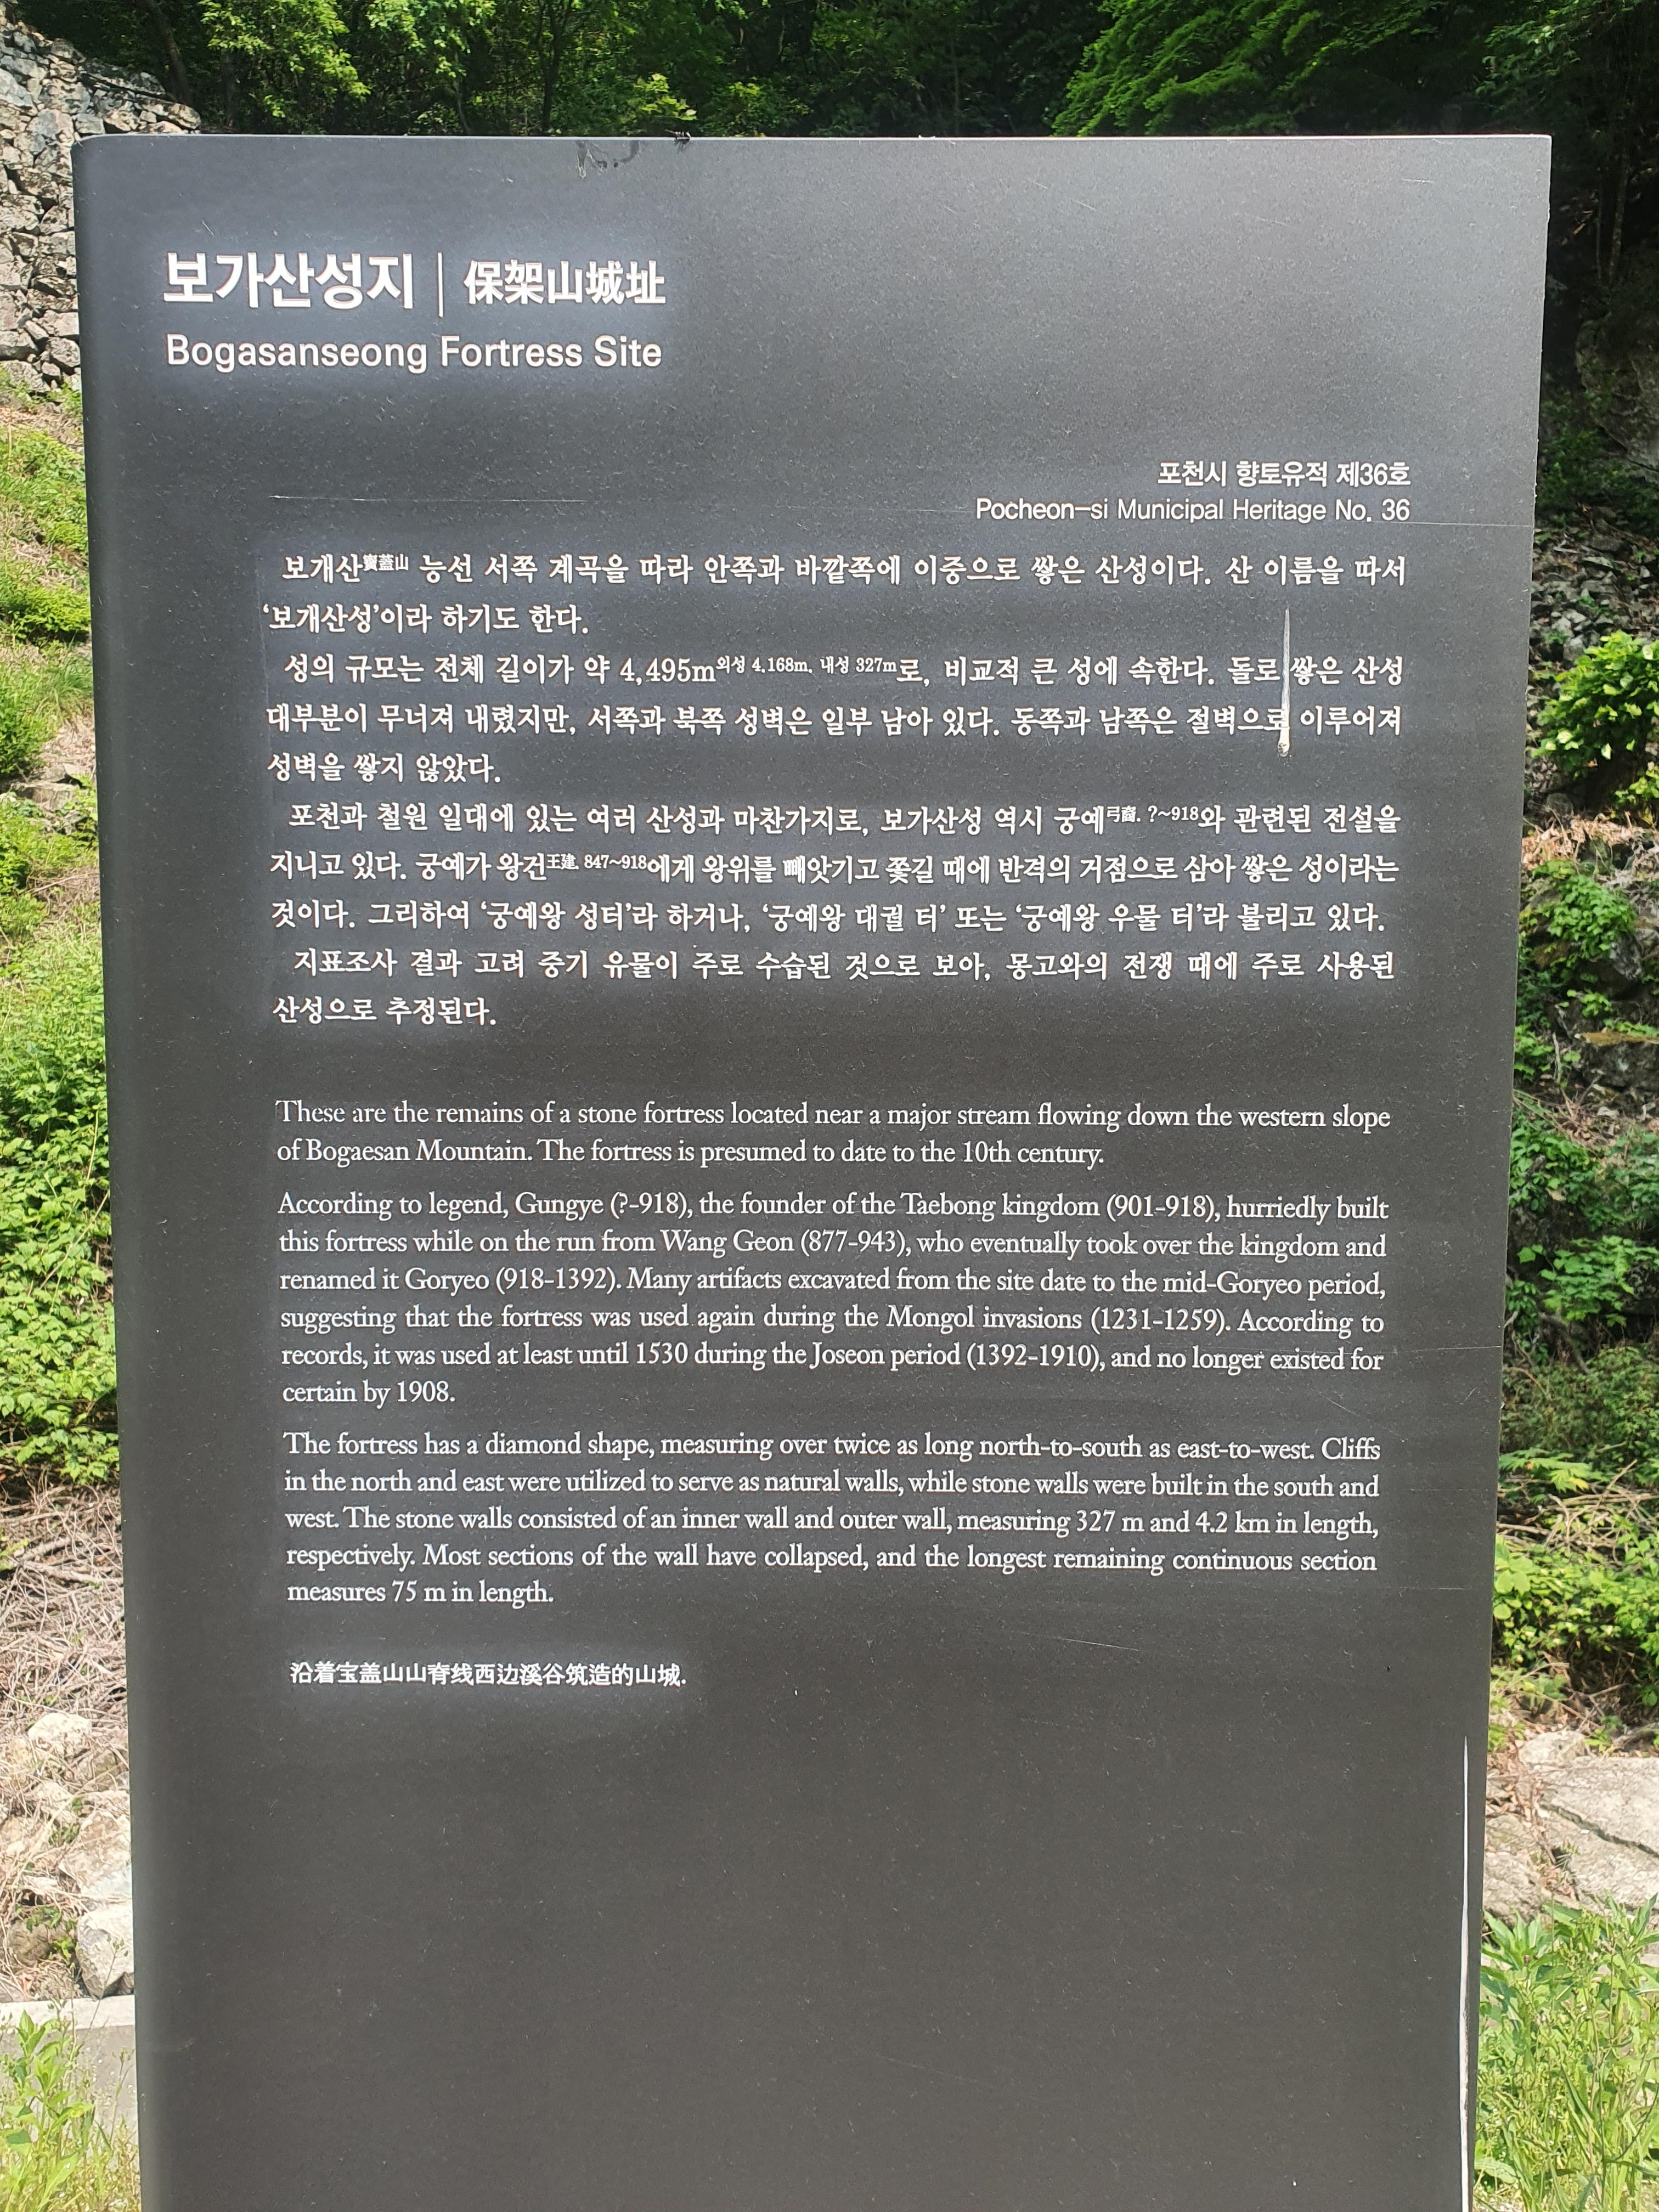 보가산성지 | 保架山城址
Bogasanseong Fortress Site
포천시 향토유적 제36호
Pocheon-si Municipal Heritage No. 36
보개산寶蓋山 능선 서쪽 계곡을 따라 안쪽과 바깥쪽에 이중으로 쌓은 산성이다. 산 이름을 따서
‘보개산성’이라 하기도 한다.
성의 규모는 전체 길이가 약 4,495m외성 4.168m, 내성 327m로, 비교적 큰 성에 속한다. 돌로 쌓은 산성
대부분이 무너져 내렸지만, 서쪽과 북쪽 성벽은 일부 남아 있다. 동쪽과 남쪽은 절벽으로 이루어져
성벽을 쌓지 않았다.
포천과 철원 일대에 있는 여러 산성과 마찬가지로, 보가산성 역시 궁예弓裔. ?~918와 관련된 전설을
지니고 있다. 궁예가 왕건王建. 847~918에게 왕위를 빼앗기고 쫓길 때에 반격의 거점으로 삼아 쌓은 성이라는
것이다. 그리하여 ‘궁예왕 성터’라 하거나, ‘궁예왕 대궐 터’ 또는 ‘궁예왕 우물 터’라 불리고 있다.
지표조사 결과 고려 중기 유물이 주로 수습된 것으로 보아, 몽고와의 전쟁 때에 주로 사용된
산성으로 추정된다.
These are the remains of a stone fortress located near a major stream flowing down the western slope
of Bogaesan Mountain. The fortress is presumed to date to the 10th century.
According to legend, Gungye (?-918), the founder of the Taebong kingdom (901-918), hurriedly built
this fortress while on the run from Wang Geon (877-943), who eventually took over the kingdom and
renamed it Goryeo (918-1392). Many artifacts excavated from the site date to the mid-Goryeo period,
suggesting that the fortress was used again during the Mongol invasions (1231-1259). According to
records, it was used at least until 1530 during the Joseon period (1392-1910), and no longer existed for
certain by 1908.
The fortress has a diamond shape, measuring over twice as long north-to-south as east-to-west. Cliffs
in the north and east were utilized to serve as natural walls, while stone walls were built in the south and
west. The stone walls consisted of an inner wall and outer wall, measuring 327 m and 4.2 km in length,
respectively. Most sections of the wall have collapsed, and the longest remaining continuous section
measures 75 m in length.
沿着宝盖山山脊线西边溪谷筑造的山城.